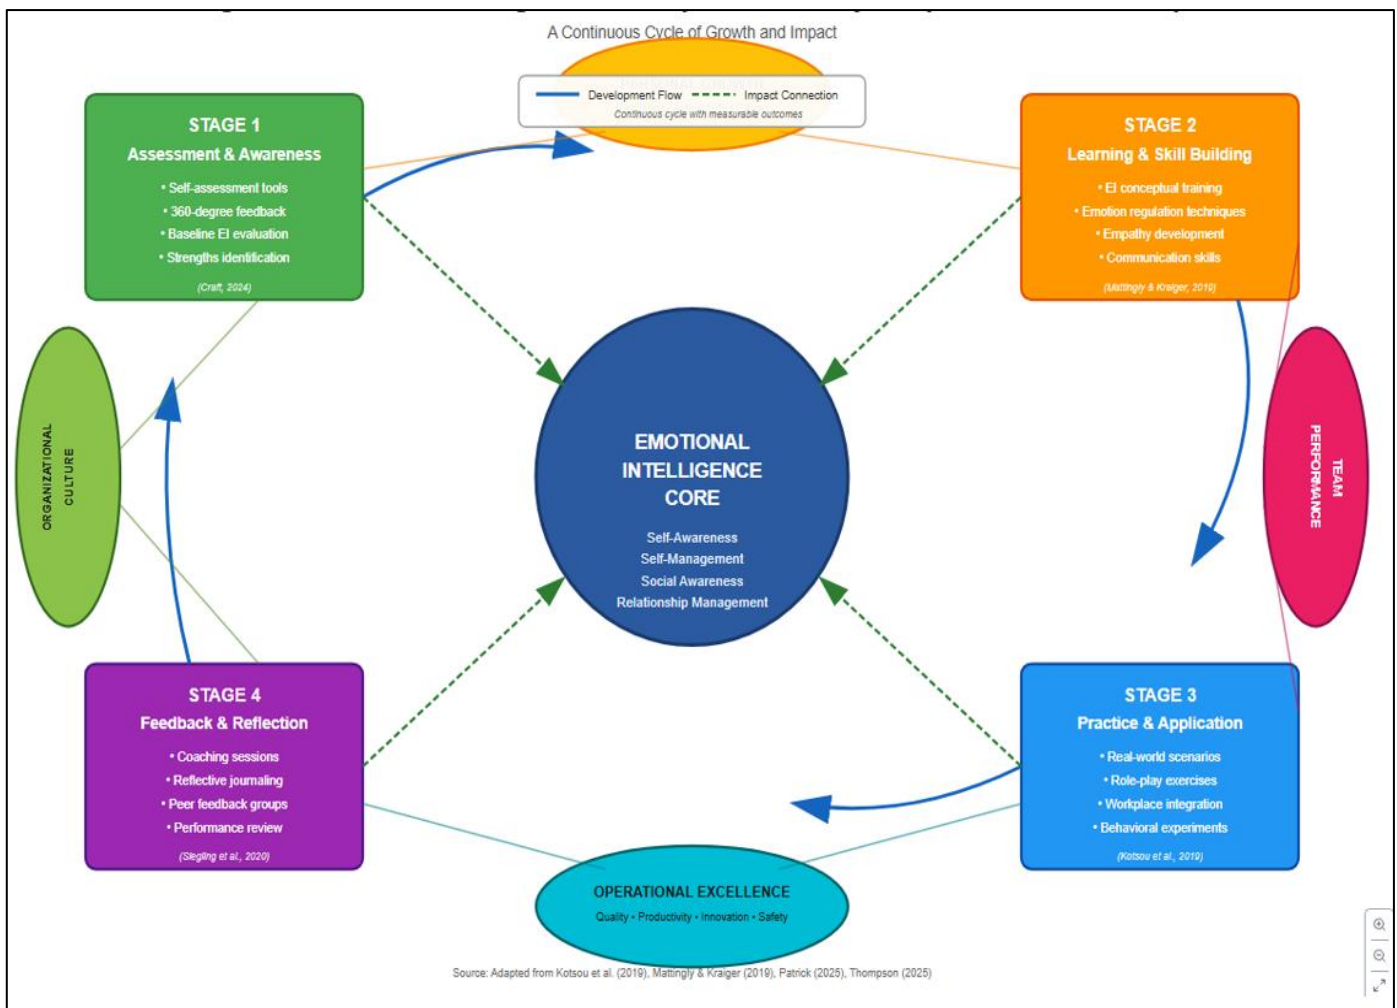 A Continuous Cycle of Growth and Impact
Development Flow
Impact Connection
Continuous cycle with measurable outcomes
STAGE 1
Assessment & Awareness
• Self-assessment tools
• 360-degree feedback
• Baseline EI evaluation
• Strengths identification
(Craft, 2024)
STAGE 2
Learning & Skill Building
• EI conceptual training
• Emotion regulation techniques
• Empathy development
• Communication skills
(Mattingly & Kraiger, 2019)
ORGANIZATIONAL
CULTURE
EMOTIONAL
INTELLIGENCE
CORE
Self-Awareness
Self-Management
Social Awareness
Relationship Management
TEAM
PERFORMANCE
STAGE 4
Feedback & Reflection
• Coaching sessions
• Reflective journaling
• Peer feedback groups
• Performance review
(Siegling et al., 2020)
STAGE 3
Practice & Application
• Real-world scenarios
• Role-play exercises
• Workplace integration
• Behavioral experiments
(Kotsou et al., 2019)
OPERATIONAL EXCELLENCE
Quality • Productivity • Innovation • Safety
Source: Adapted from Kotsou et al. (2019), Mattingly & Kraiger (2019), Patrick (2025), Thompson (2025)